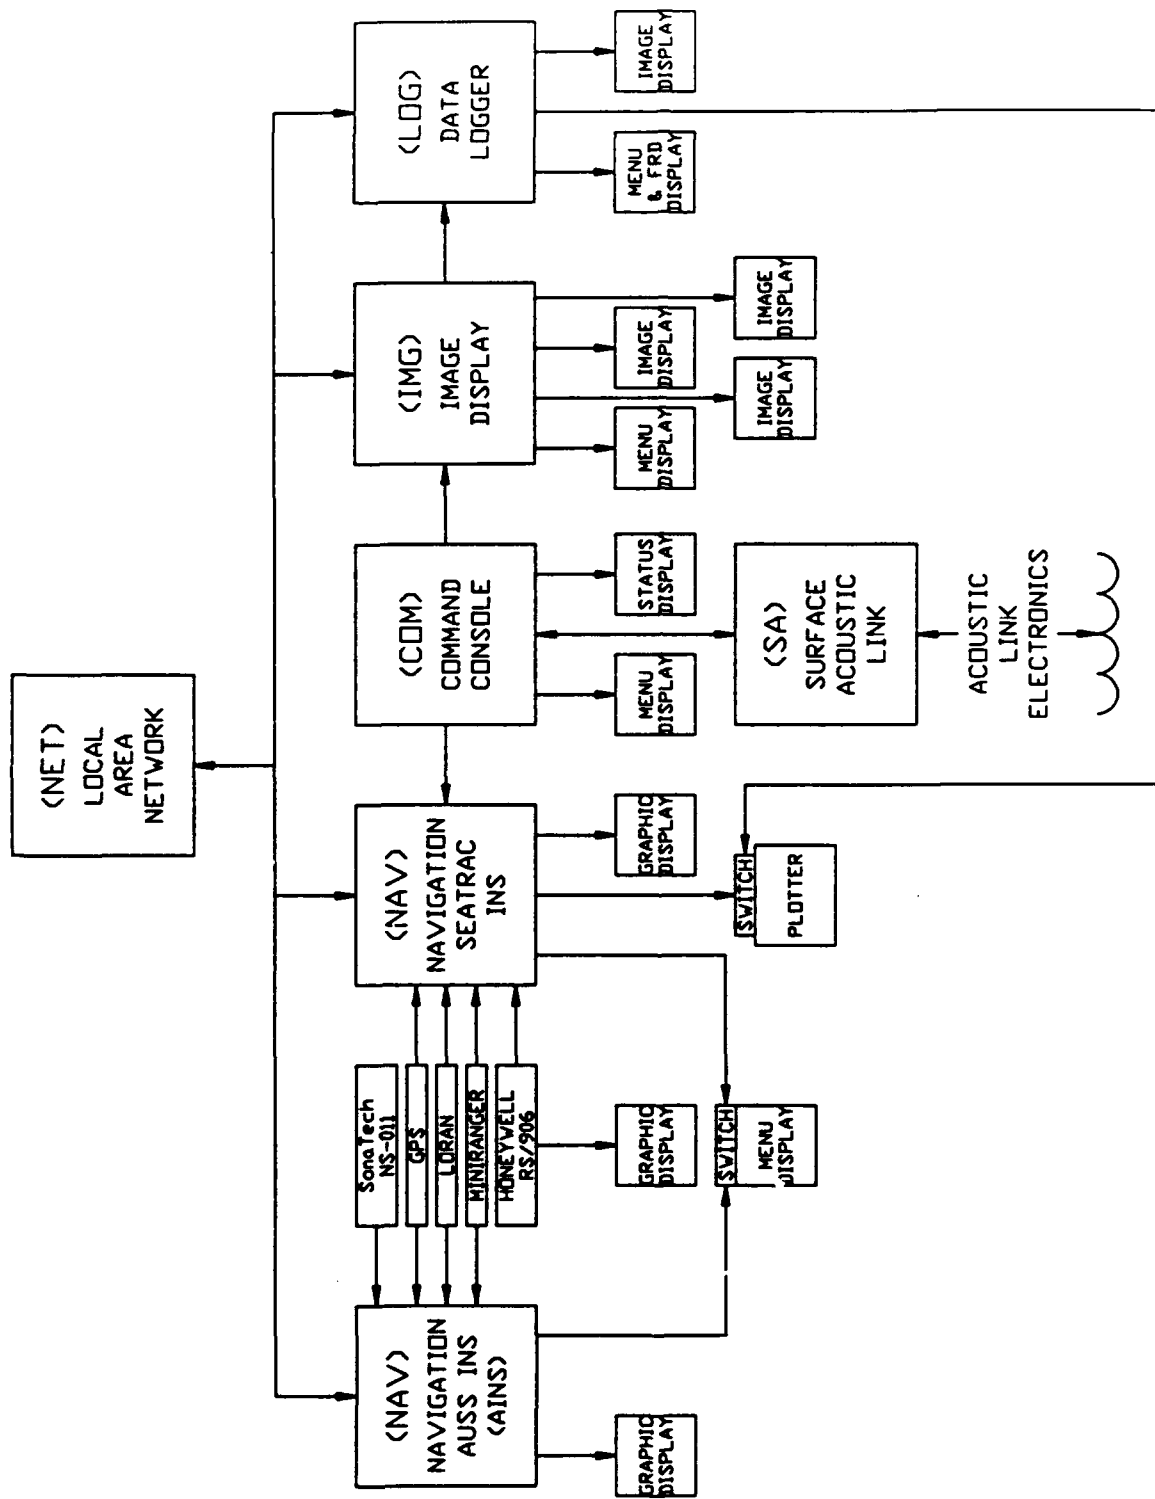 (NET)
LOCAL
AREA
NETWORK
(NAV)
NAVIGATION
AUSS INS
(AINS)
SonaTech
NS-011
GPS
LORAN
MINIRANGER
HONEYWELL
RS/906
(NAV)
NAVIGATION
SEATRAC
INS
(COM)
COMMAND
CONSOLE
(IMG)
IMAGE
DISPLAY
(LOG)
DATA
LOGGER
GRAPHIC
DISPLAY
GRAPHIC
DISPLAY
GRAPHIC
DISPLAY
MENU
DISPLAY
STATUS
DISPLAY
MENU
DISPLAY
IMAGE
DISPLAY
MENU
& FRD
DISPLAY
IMAGE
DISPLAY
SWITCH
MENU
DISPLAY
SWITCH
PLOTTER
(SA)
SURFACE
ACOUSTIC
LINK
IMAGE
DISPLAY
IMAGE
DISPLAY
ACOUSTIC
LINK
ELECTRONICS